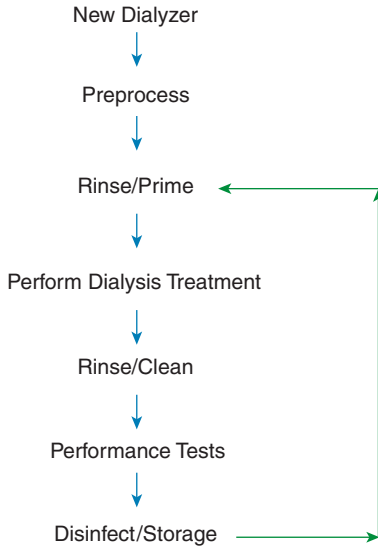 New Dialyzer
Preprocess
Rinse/Prime
Perform Dialysis Treatment
Rinse/Clean
Performance Tests
Disinfect/Storage